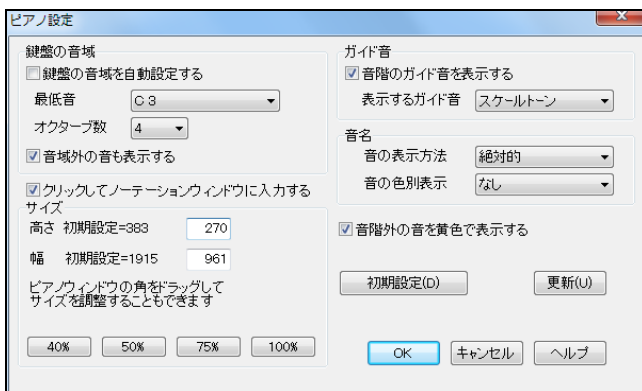 ピアノ設定
鍵盤の音域
鍵盤の音域を自動設定する
最低音 C 3
オクターブ数 4
音域外の音も表示する
クリックしてノーテーションウィンドウに入力する
サイズ
高さ 初期設定=383 270
幅 初期設定=1915 961
ピアノウィンドウの角をドラッグして
サイズを調整することもできます
40% 50% 75% 100%
ガイド音
音階のガイド音を表示する
表示するガイド音 スケールトーン
音名
音の表示方法 絶対的
音の色別表示 なし
音階外の音を黄色で表示する
初期設定(D) 更新(U)
OK キャンセル ヘルプ